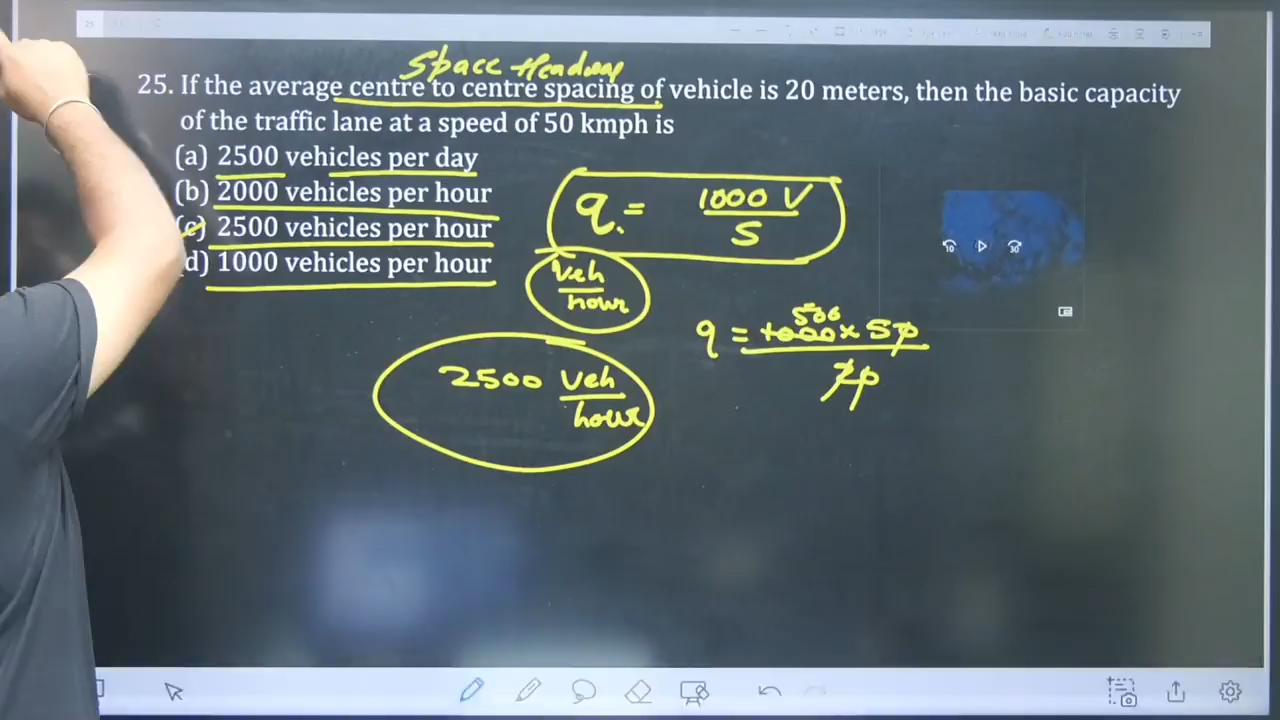 Space Headway
25. If the average centre to centre spacing of vehicle is 20 meters, then the basic capacity
of the traffic lane at a speed of 50 kmph is
(a) 2500 vehicles per day
(b) 2000 vehicles per hour
(c) 2500 vehicles per hour
(d) 1000 vehicles per hour
q = 1000 V
S
Veh
hour
500
q = 1000 x 50
20
2500 Veh
hour
10
30